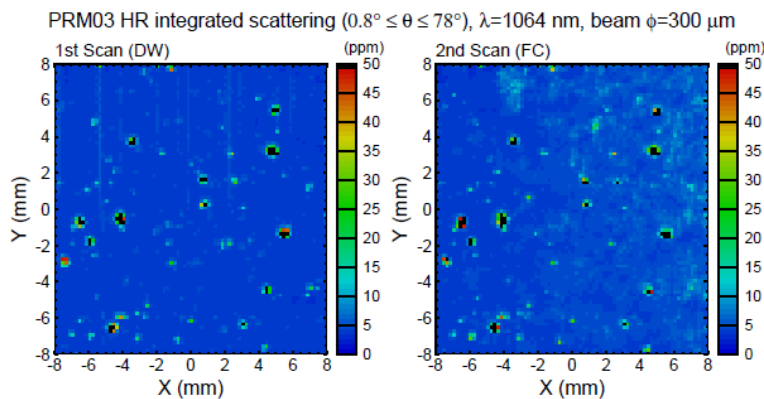 PRM03 HR integrated scattering (0.8° ≤ θ ≤ 78°), λ=1064 nm, beam ϕ=300 μm
1st Scan (DW) (ppm) 2nd Scan (FC) (ppm)
8 50 8 50
6 45 6 45
4 40 4 40
2 35 2 35
30 30
0 25 0 25
-2 20 -2 20
-4 15 -4 15
10 10
-6 5 -6 5
-8 0 -8 0
-8 -6 -4 -2 0 2 4 6 8 -8 -6 -4 -2 0 2 4 6 8
Y (mm) Y (mm)
X (mm) X (mm)